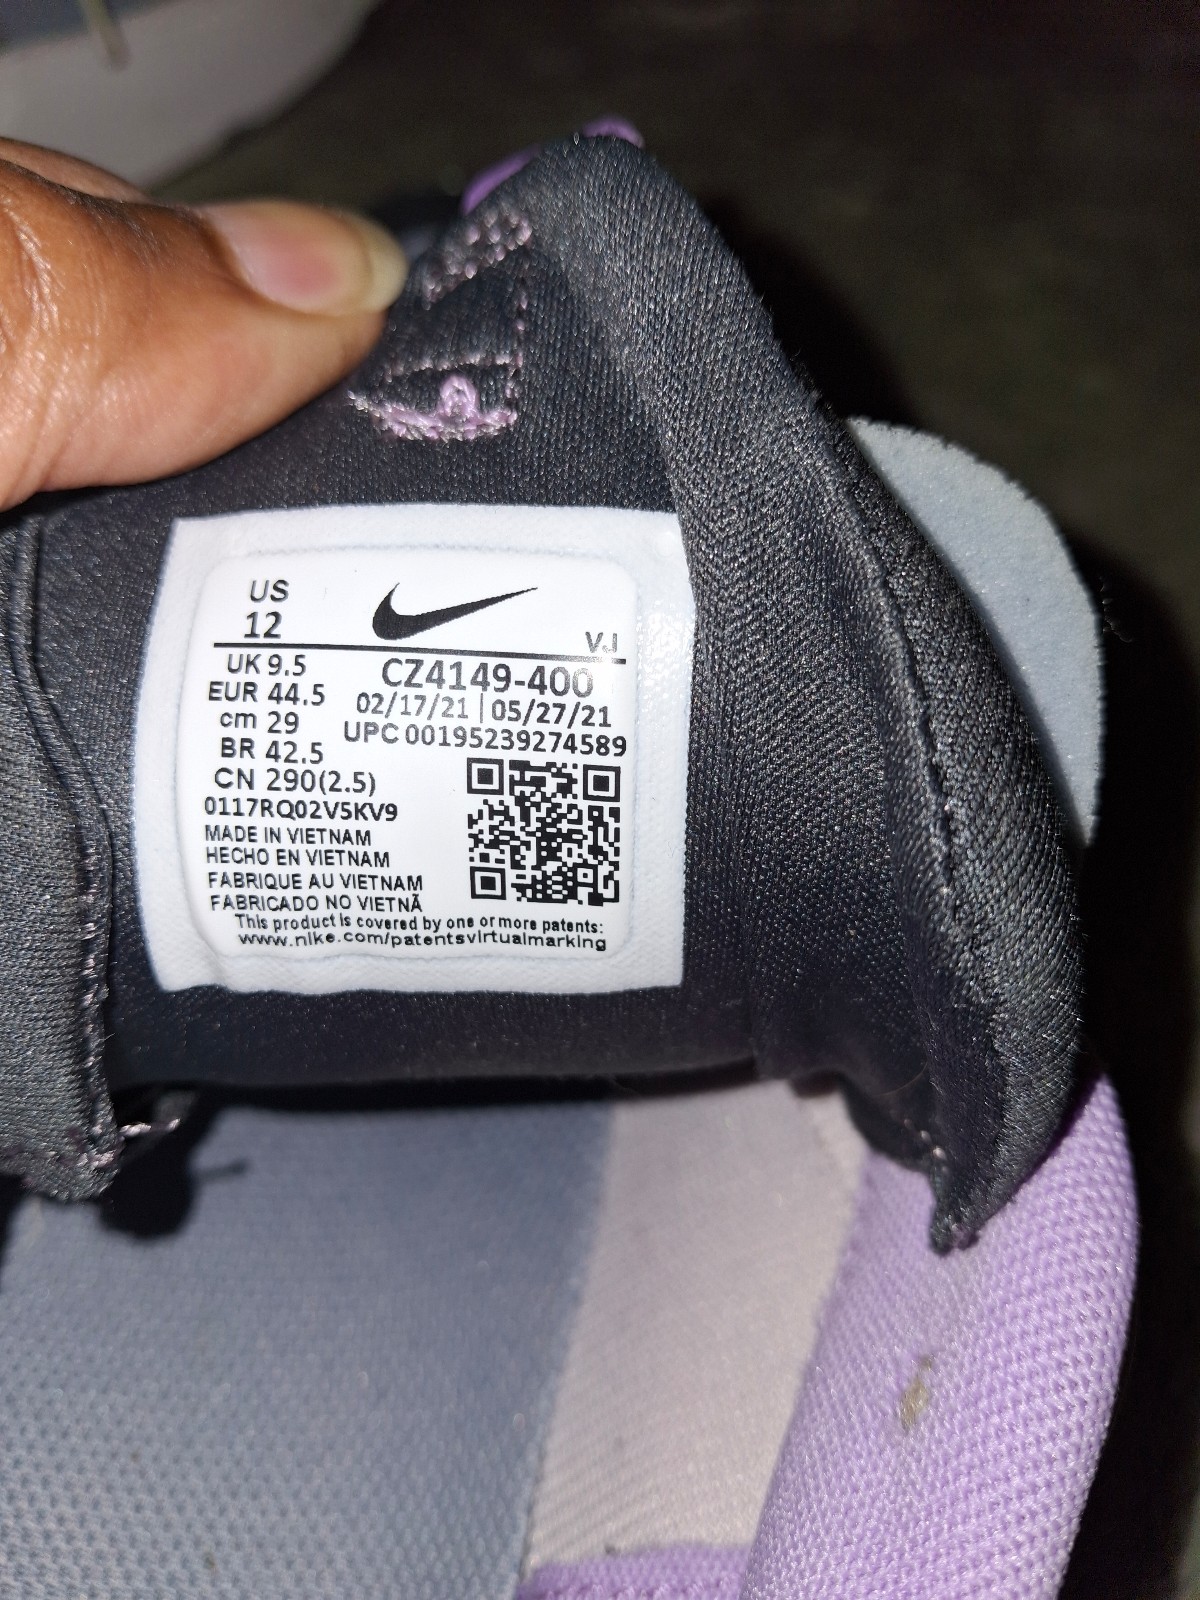 US
12
V.J
UK 9.5
CZ4149-400
EUR 44.5
02/17/21 | 05/27/21
cm 29
UPC 00195239274589
BR 42.5
CN 290(2.5)
0117RQ02V5KV9
MADE IN VIETNAM
HECHO EN VIETNAM
FABRIQUE AU VIETNAM
FABRICADO NO VIETNÃ
This product is covered by one or more patents:
www.nike.com/patentsvirtualmarking